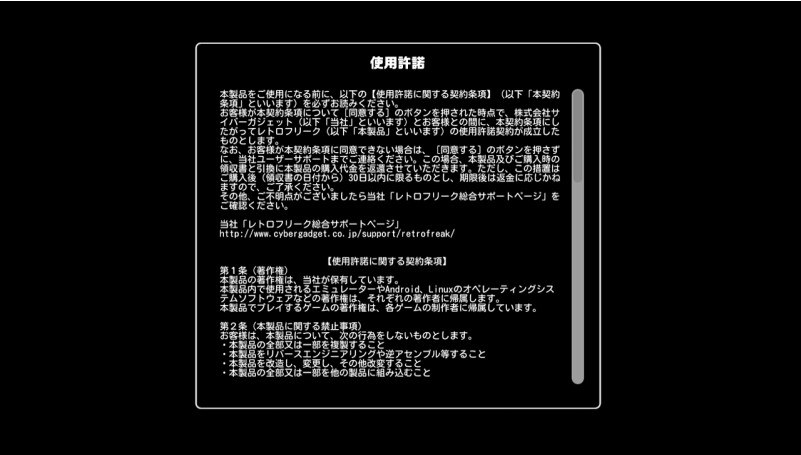 使用許諾
本製品をご使用になる前に、以下の【使用許諾に関する契約条項】（以下「本契約
条項」といいます）を必ずお読みください。
お客様が本契約条項について［同意する］のボタンを押された時点で、株式会社サ
イバーガジェット（以下「当社」といいます）とお客様との間に、本契約条項にし
たがってレトロフリーク（以下「本製品」といいます）の使用許諾契約が成立した
ものとします。
なお、お客様が本契約条項に同意できない場合は、［同意する］のボタンを押さず
に、当社ユーザーサポートまでご連絡ください。この場合、本製品及びご購入時の
領収書と引換に本製品の購入代金を返還させていただきます。ただし、この措置は
ご購入後（領収書の日付から）30日以内に限るものとし、期限後は返金に応じかね
ますので、ご了承ください。
その他、ご不明点がございましたら当社「レトロフリーク総合サポートページ」を
ご確認ください。
当社「レトロフリーク総合サポートページ」
http://www.cybergadget.co.jp/support/retrofreak/
【使用許諾に関する契約条項】
第１条（著作権）
本製品の著作権は、当社が保有しています。
本製品内で使用されるエミュレーターやAndroid、Linuxのオペレーティングシス
テムソフトウェアなどの著作権は、それぞれの著作者に帰属します。
本製品でプレイするゲームの著作権は、各ゲームの制作者に帰属しています。
第２条（本製品に関する禁止事項）
お客様は、本製品について、次の行為をしないものとします。
・本製品の全部又は一部を複製すること
・本製品をリバースエンジニアリングや逆アセンブル等すること
・本製品を改造し、変更し、その他改変すること
・本製品の全部又は一部を他の製品に組み込むこと